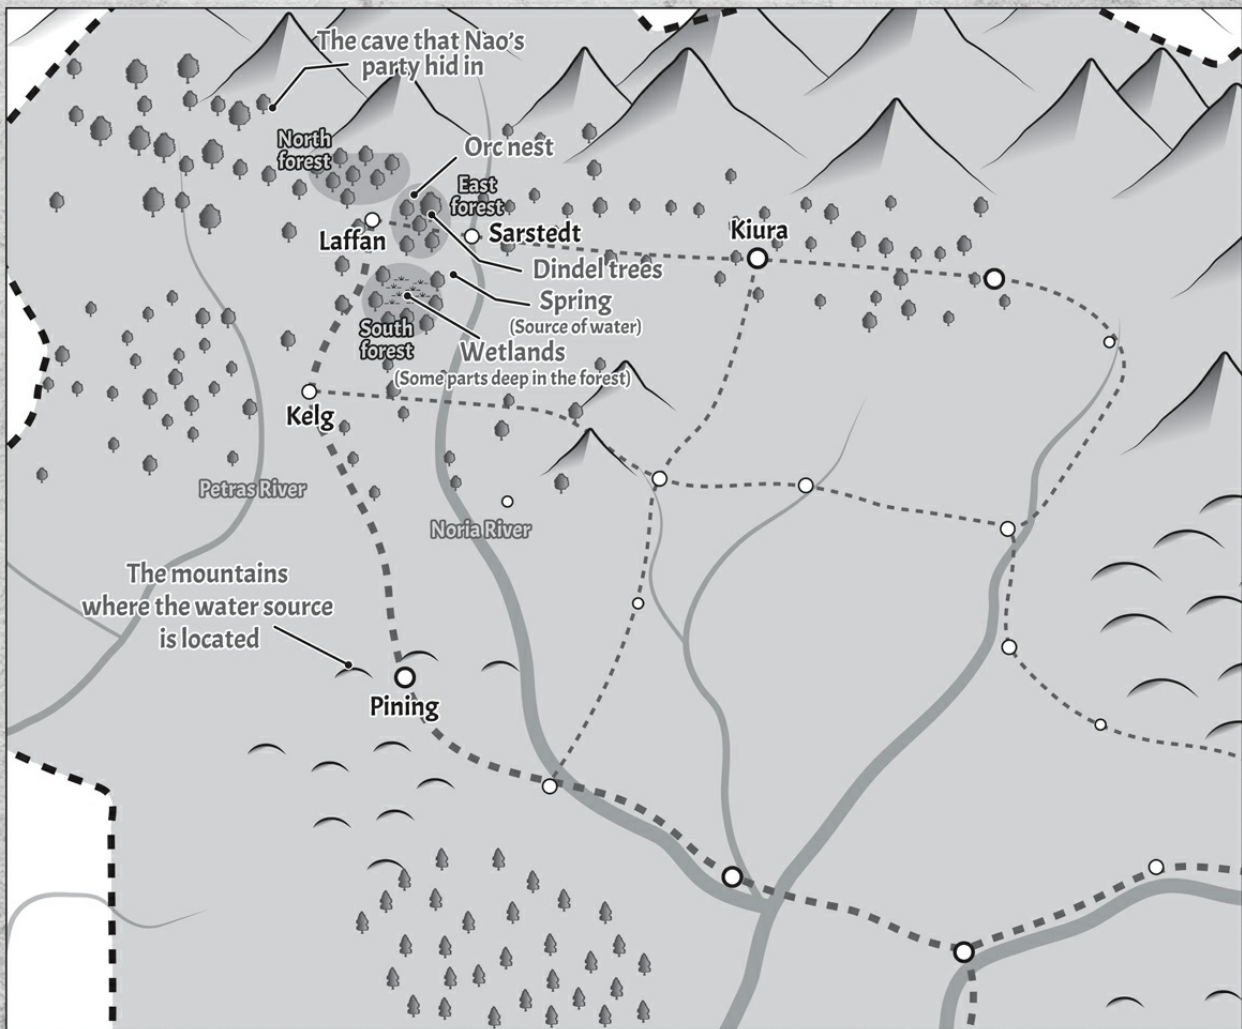 The cave that Nao's
party hid in
North
forest
Orc nest
East
forest
Laffan
Sarstedt
Kiura
Dindel trees
Spring
(Source of water)
South
forest
Wetlands
(Some parts deep in the forest)
Kelg
Petras River
Noria River
The mountains
where the water source
is located
Pining